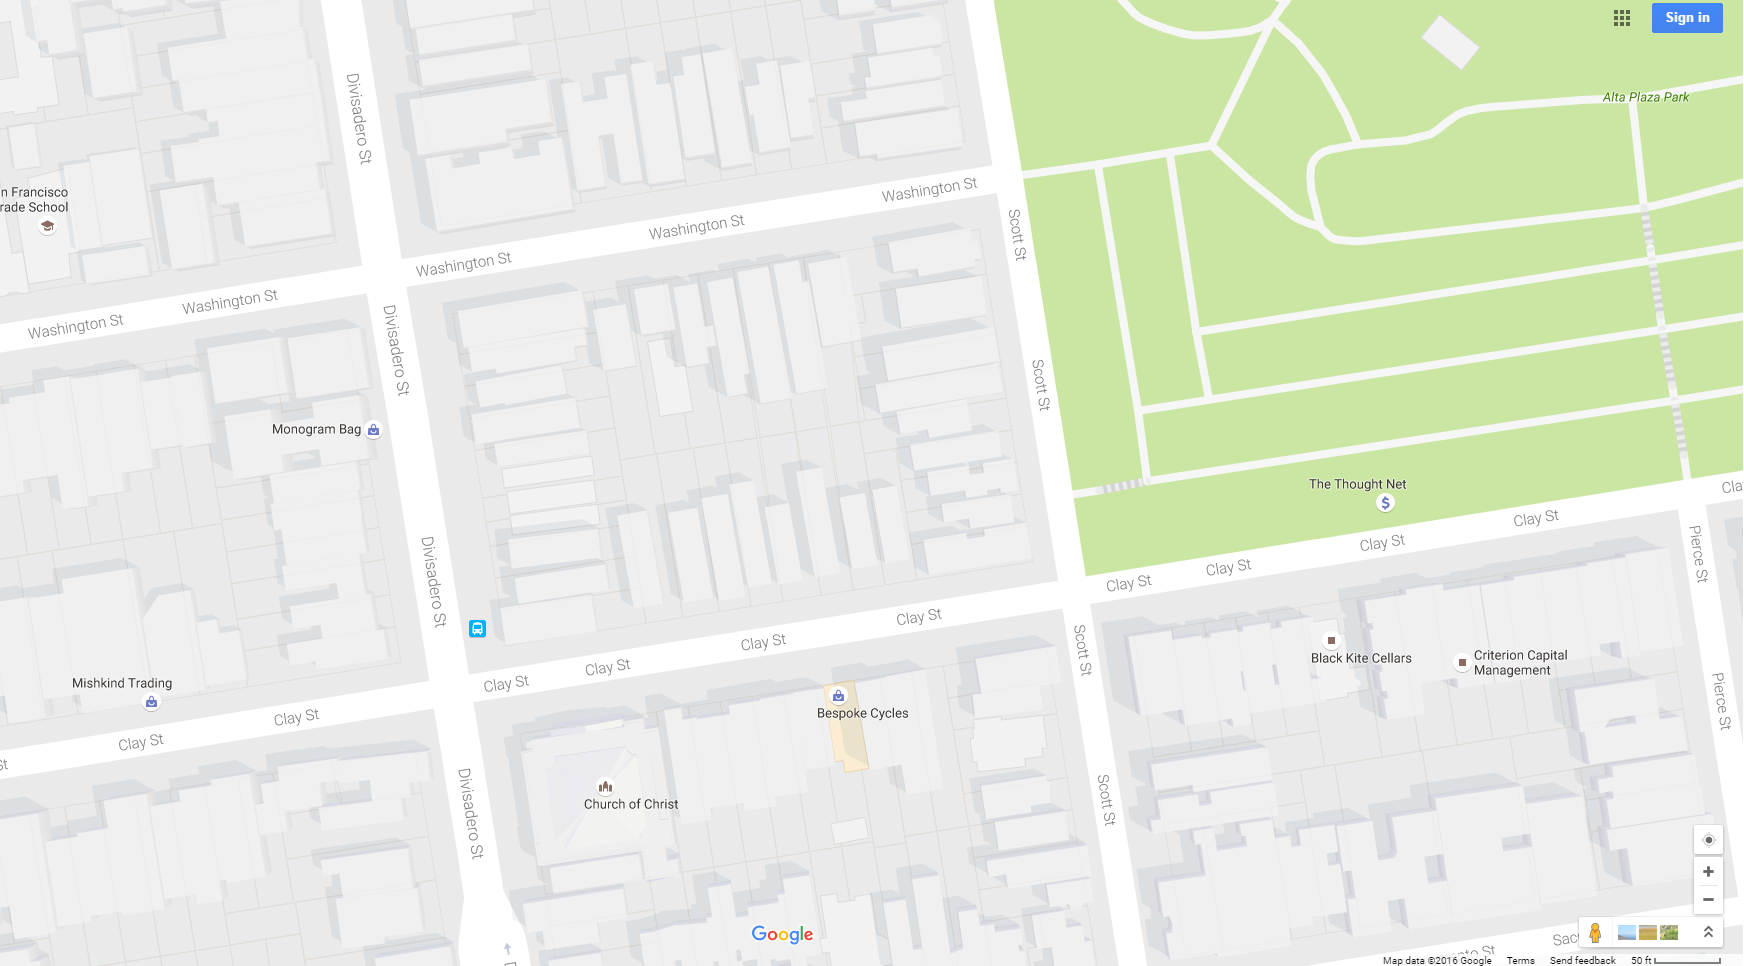 Sign in
Alta Plaza Park
Divisadero St
n Francisco
rade School
Washington St
Washington St
Washington St
Scott St
Washington St
Washington St
Divisadero St
Scott St
Monogram Bag
The Thought Net
Cla
Clay St
Clay St
Pierce St
Clay St
Clay St
Divisadero St
Clay St
Clay St
Scott St
Black Kite Cellars
Criterion Capital
Management
Clay St
Clay St
Mishkind Trading
Pierce St
Bespoke Cycles
Clay St
Clay St
St
Church of Christ
Divisadero St
Scott St
Google
Sac
nto St
Map data ©2016 Google
Terms
Send feedback
50 ft